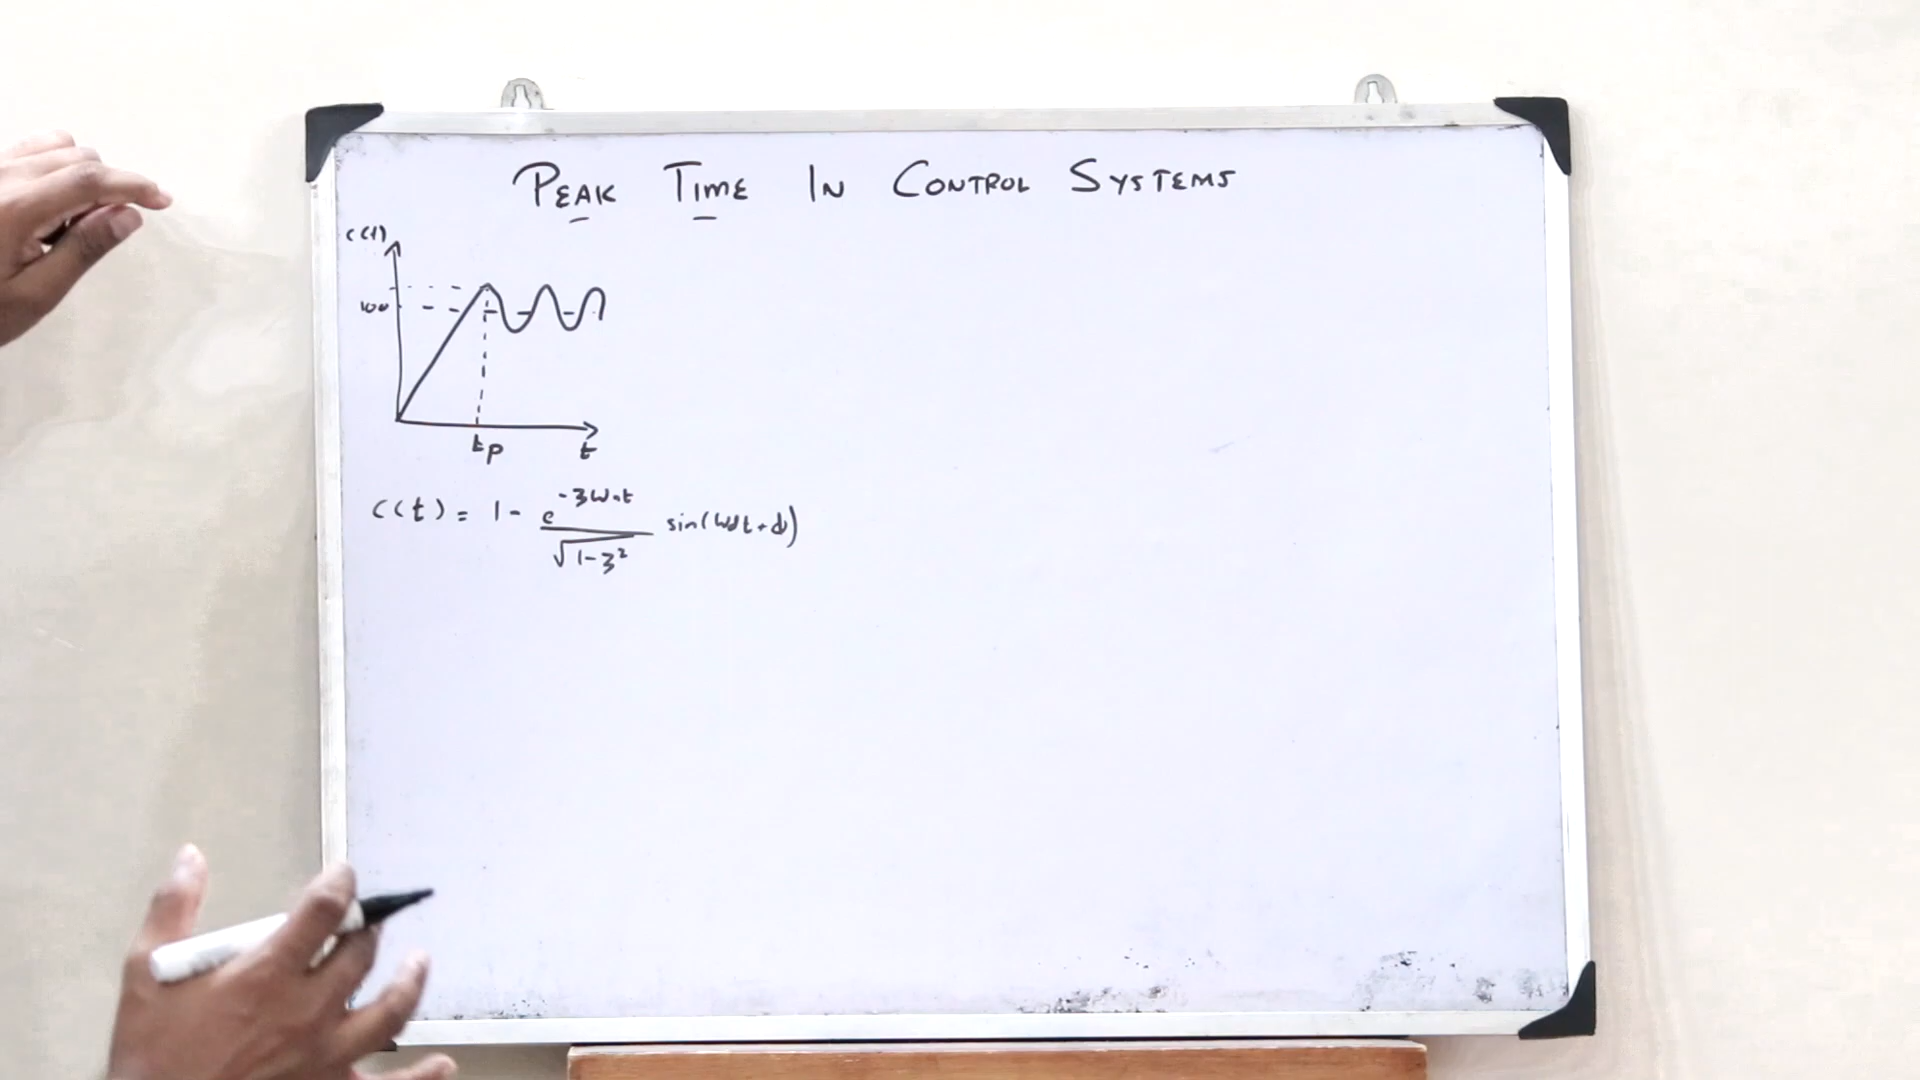 PEAK TIME IN CONTROL SYSTEMS
c(t)
100
tp t
c(t) = 1 - e^-ζωnt / √1-ζ² sin(ωdt+ɸ)